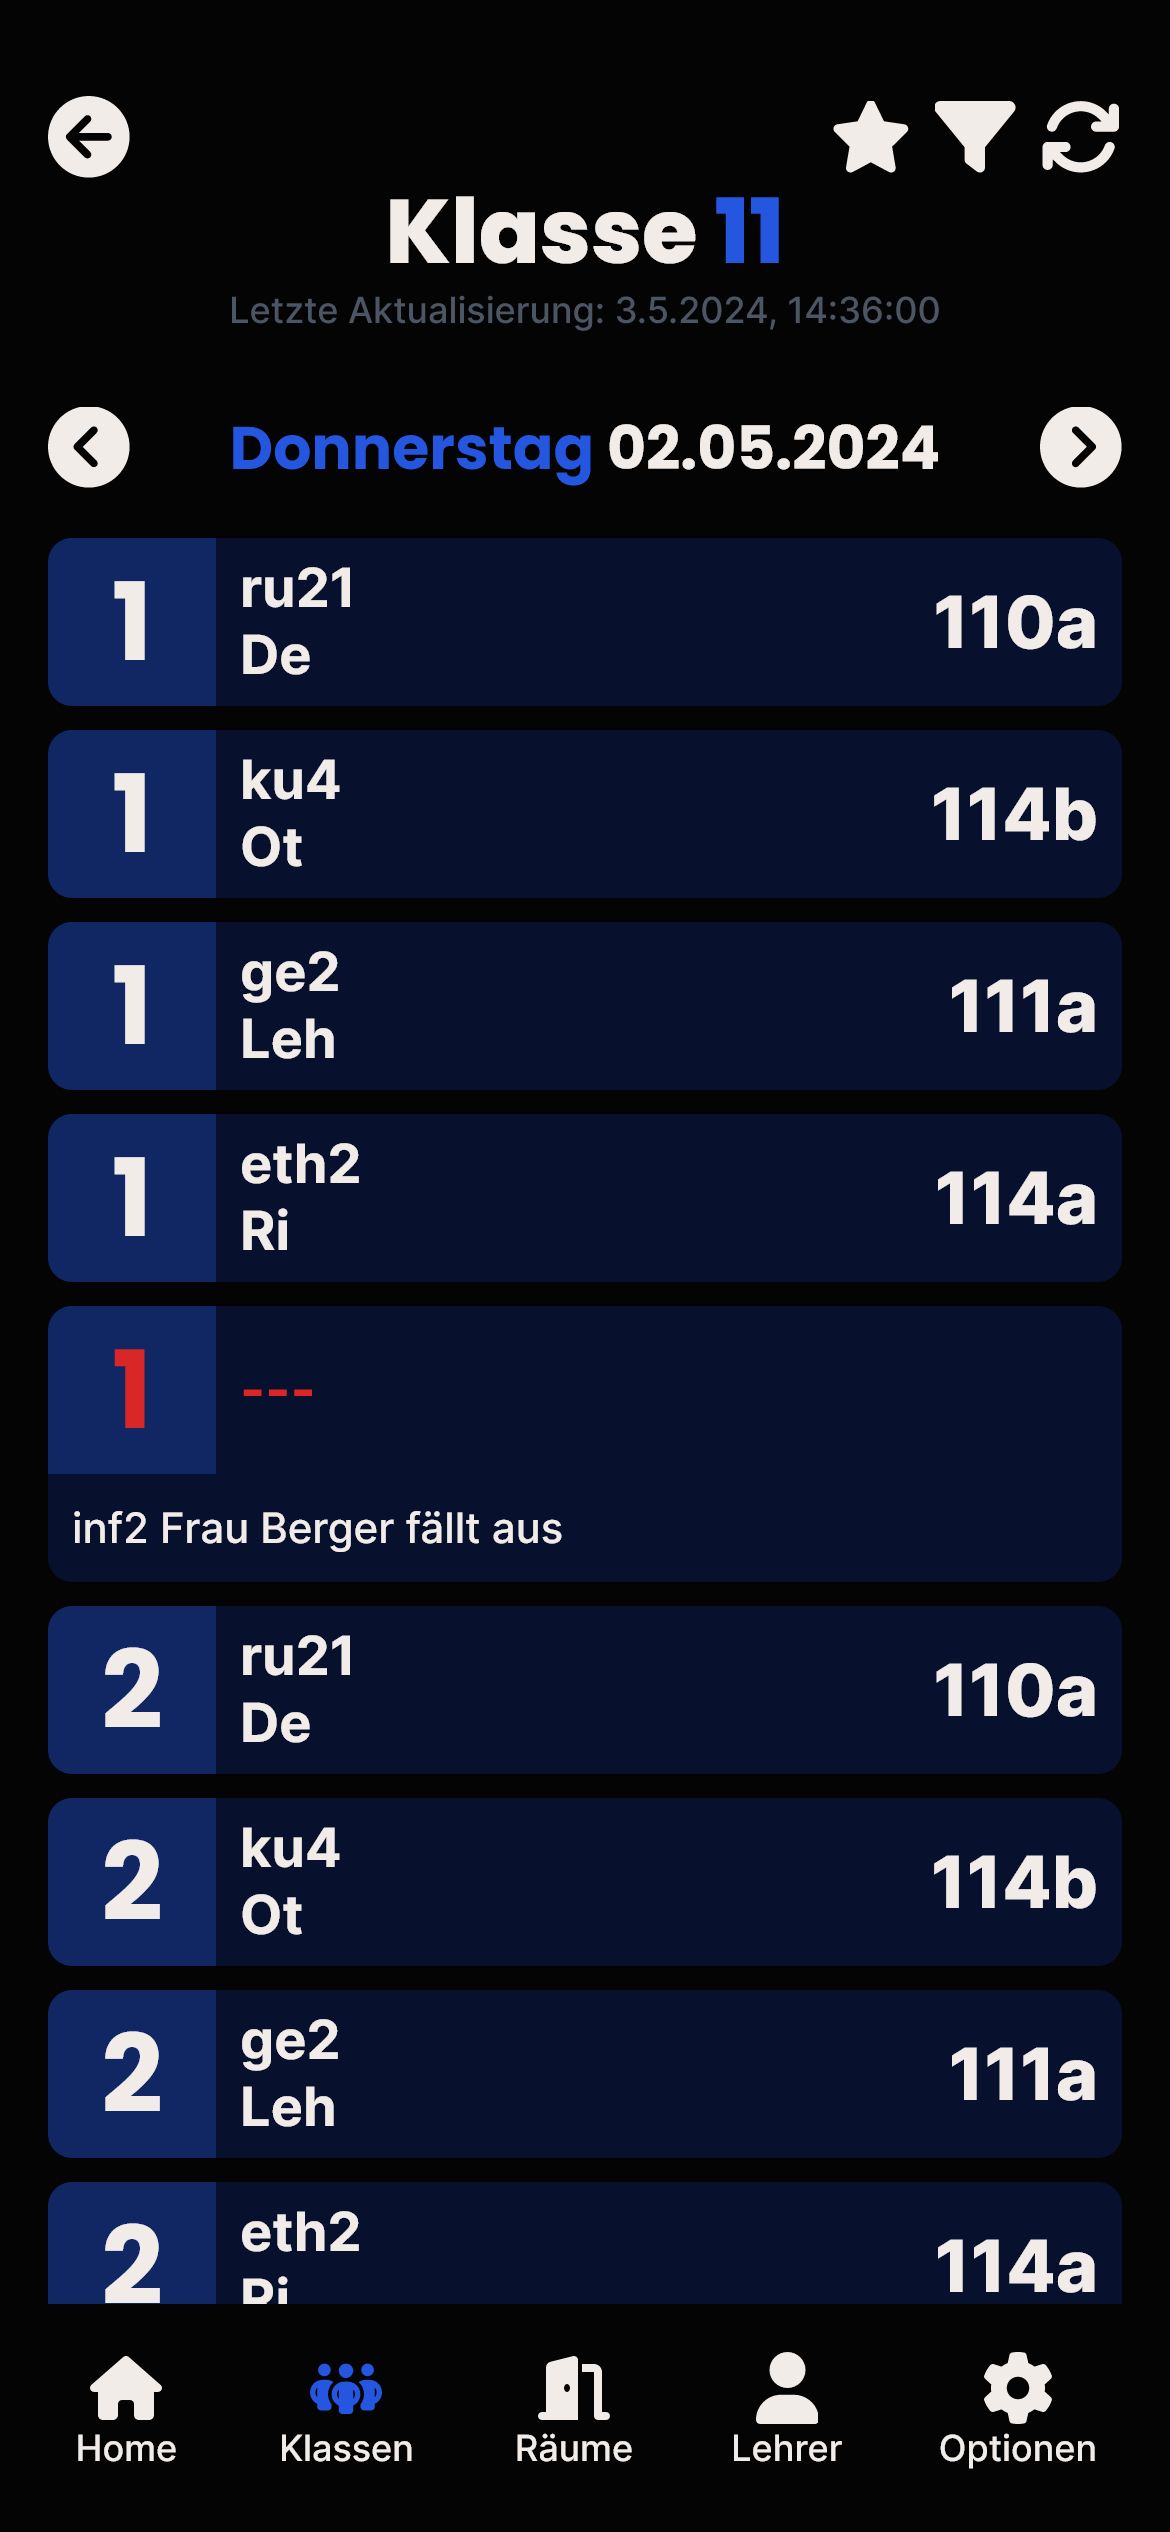 Klasse 11
Letzte Aktualisierung: 3.5.2024, 14:36:00
Donnerstag 02.05.2024
1
ru21
De
110a
1
ku4
Ot
114b
1
ge2
Leh
111a
1
eth2
Ri
114a
1
---
inf2 Frau Berger fällt aus
2
ru21
De
110a
2
ku4
Ot
114b
2
ge2
Leh
111a
2
eth2
Ri
114a
Home
Klassen
Räume
Lehrer
Optionen